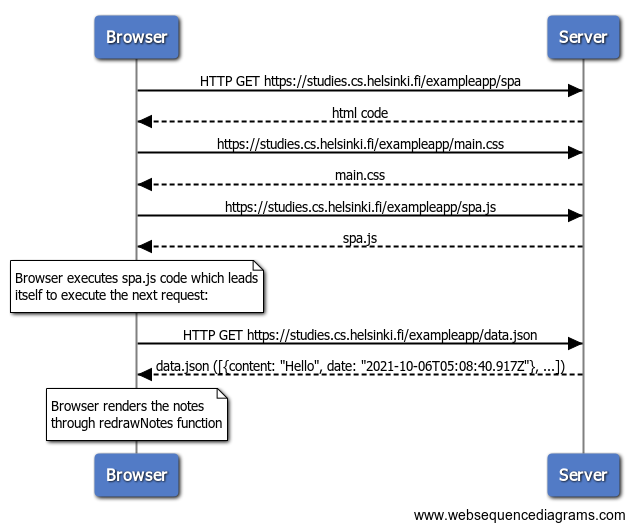 Browser
Server
HTTP GET https://studies.cs.helsinki.fi/exampleapp/spa
html code
https://studies.cs.helsinki.fi/exampleapp/main.css
main.css
https://studies.cs.helsinki.fi/exampleapp/spa.js
spa.js
Browser executes spa.js code which leads
itself to execute the next request:
HTTP GET https://studies.cs.helsinki.fi/exampleapp/data.json
data.json ([{content: "Hello", date: "2021-10-06T05:08:40.917Z"}, ...])
Browser renders the notes
through redrawNotes function
Browser
Server
www.websequencediagrams.com